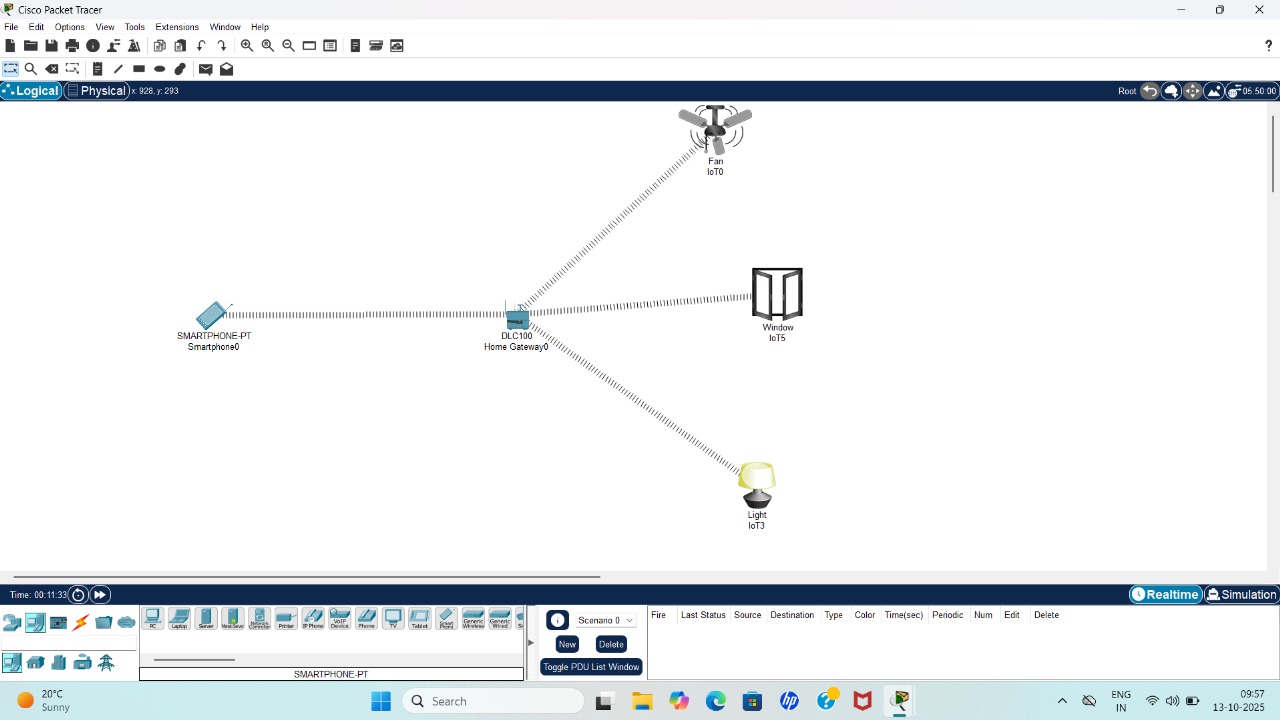 Cisco Packet Tracer
File Edit Options View Tools Extensions Window Help
?
Logical Physical x: 928, y: 293 Root 05:50:00
Fan
IoT0
Window
IoT5
SMARTPHONE-PT
Smartphone0
DLC100
Home Gateway0
Light
IoT3
Time: 00:11:33 Realtime Simulation
PC Laptop Server Printer IP Phone VoIP Device Phone TV Tablet Smart Phone Generic Wireless Generic Wired
SMARTPHONE-PT
Scenario 0
New Delete
Toggle PDU List Window
Fire Last Status Source Destination Type Color Time(sec) Periodic Num Edit Delete
20°C
Sunny
Search
ENG
IN
09:57
13-10-2025